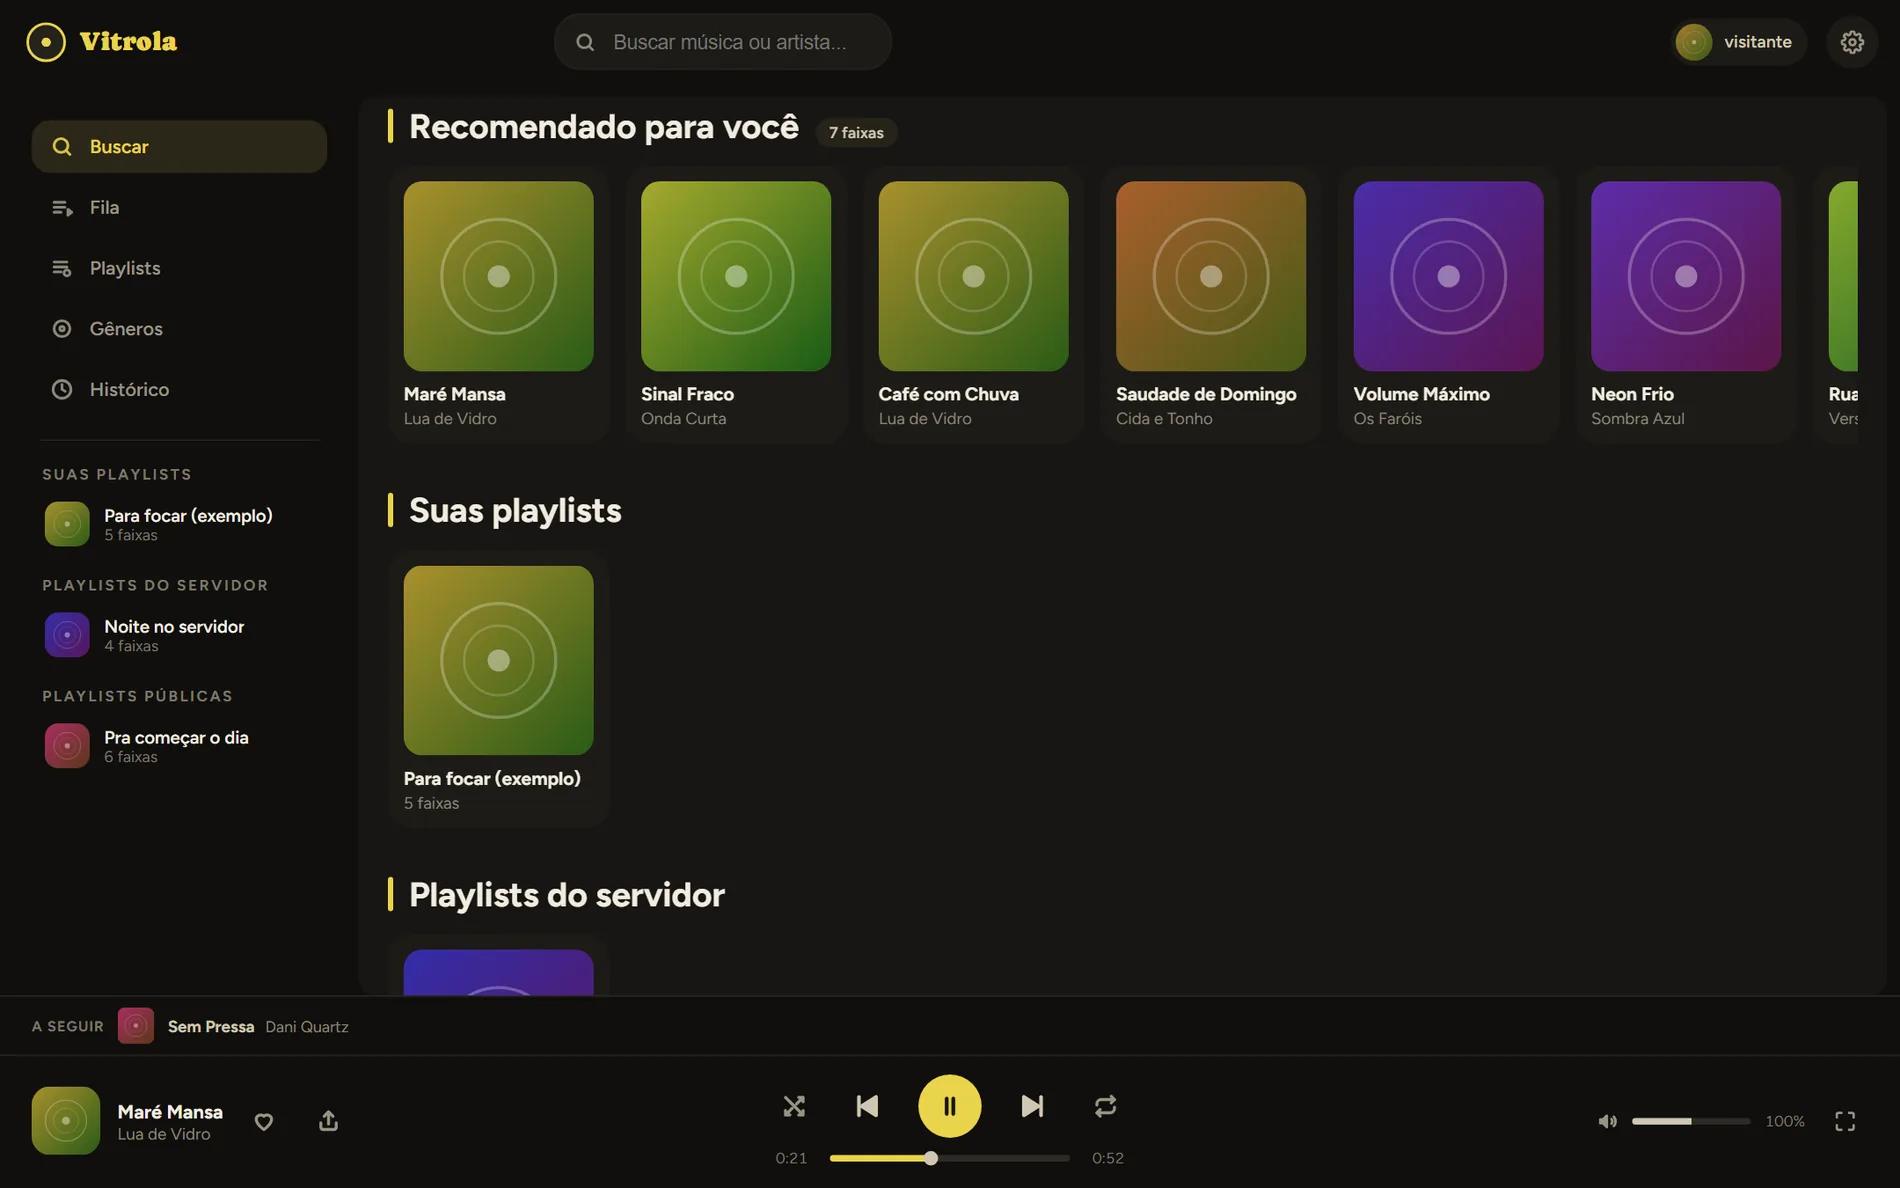 Vitrola
Buscar música ou artista...
visitante
Buscar
Fila
Playlists
Gêneros
Histórico
SUAS PLAYLISTS
Para focar (exemplo)
5 faixas
PLAYLISTS DO SERVIDOR
Noite no servidor
4 faixas
PLAYLISTS PÚBLICAS
Pra começar o dia
6 faixas
Recomendado para você
7 faixas
Maré Mansa
Lua de Vidro
Sinal Fraco
Onda Curta
Café com Chuva
Lua de Vidro
Saudade de Domingo
Cida e Tonho
Volume Máximo
Os Faróis
Neon Frio
Sombra Azul
Rua
Vers
Suas playlists
Para focar (exemplo)
5 faixas
Playlists do servidor
A SEGUIR Sem Pressa Dani Quartz
Maré Mansa
Lua de Vidro
0:21
0:52
100%